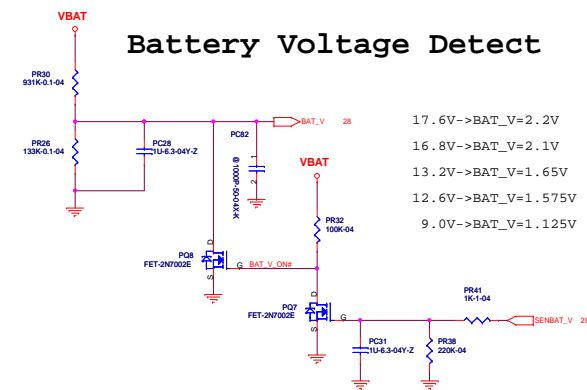 VBAT
Battery Voltage Detect
PR30
931K-0.1-04
BAT_V 28
PR26
133K-0.1-04
PC28
1U-6.3-04Y-Z
PC82
1
2
@1000P-50-04X-K
17.6V->BAT_V=2.2V
16.8V->BAT_V=2.1V
13.2V->BAT_V=1.65V
12.6V->BAT_V=1.575V
9.0V->BAT_V=1.125V
VBAT
PR32
100K-04
PQ8
FET-2N7002E
D
G
S
BAT_V_ON#
PQ7
FET-2N7002E
D
G
S
PR41
1K-1-04
SENBAT_V 28
PC31
1U-6.3-04Y-Z
PR38
220K-04